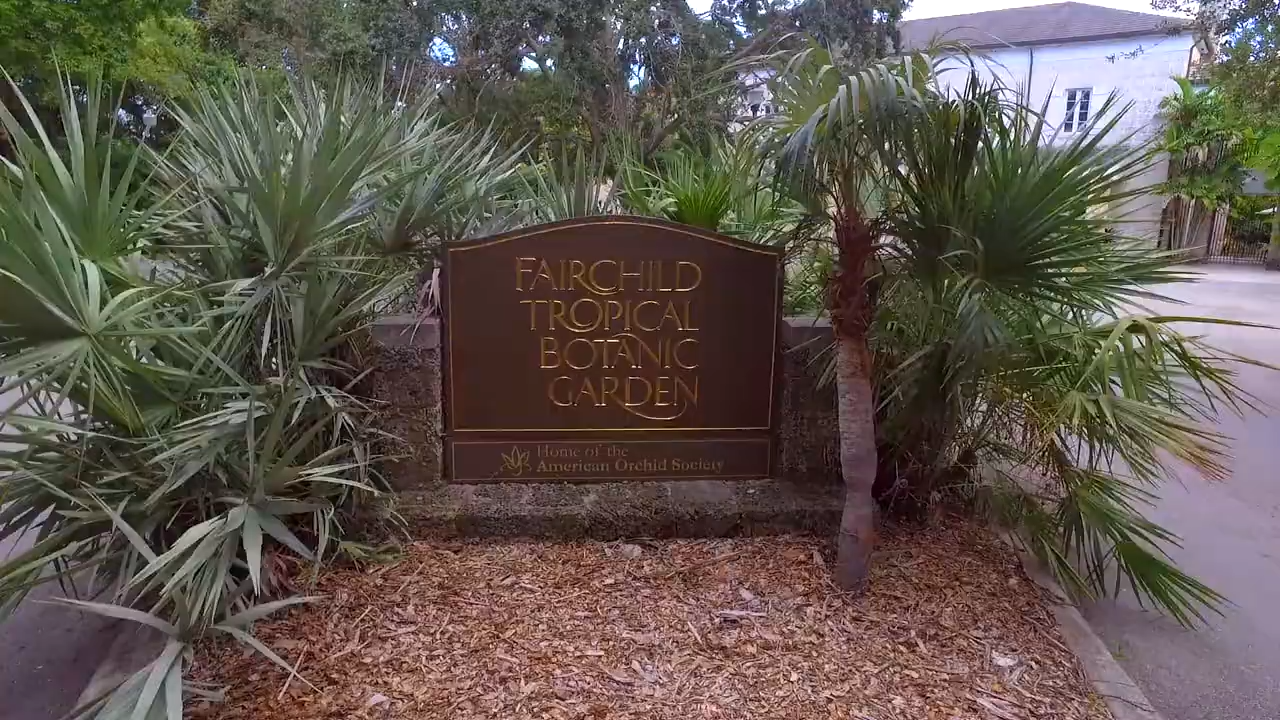 FAIRCHILD
TROPICAL
BOTANIC
GARDEN
Home of the
American Orchid Society